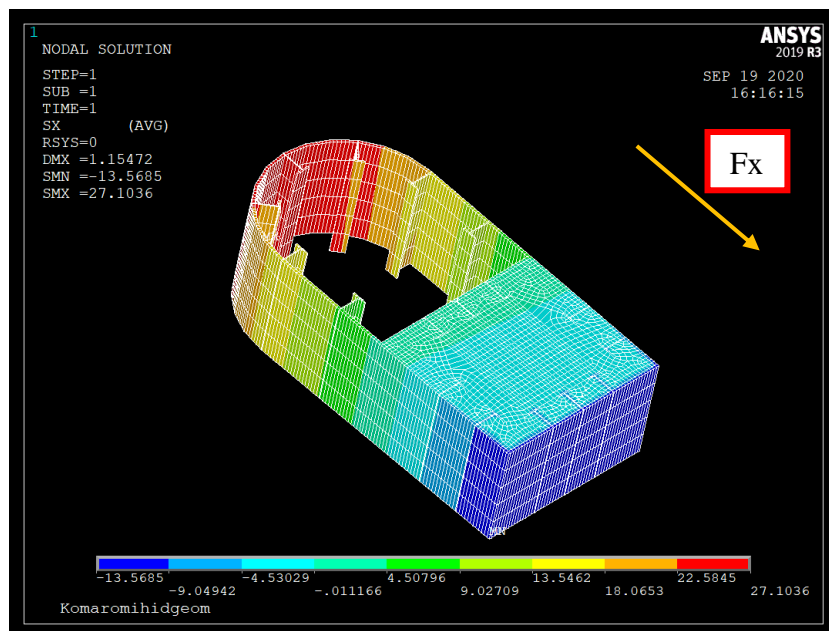 1
NODAL SOLUTION
STEP=1
SUB =1
TIME=1
SX (AVG)
RSYS=0
DMX =1.15472
SMN =-13.5685
SMX =27.1036
ANSYS
2019 R3
SEP 19 2020
16:16:15
Fx
MN
-13.5685 -4.53029 4.50796 13.5462 22.5845
-9.04942 -.011166 9.02709 18.0653 27.1036
Komaromihidgeom